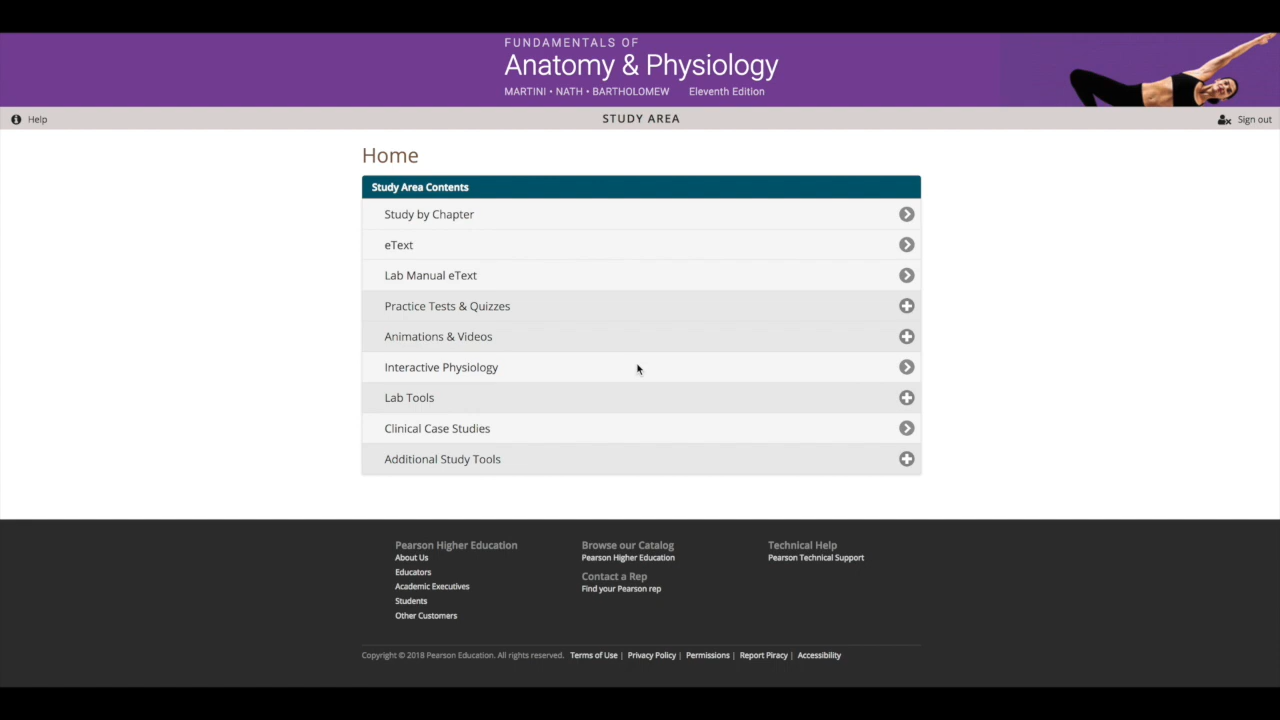 FUNDAMENTALS OF
Anatomy & Physiology
MARTINI • NATH • BARTHOLOMEW Eleventh Edition
Help STUDY AREA Sign out
Home
Study Area Contents
Study by Chapter
eText
Lab Manual eText
Practice Tests & Quizzes
Animations & Videos
Interactive Physiology
Lab Tools
Clinical Case Studies
Additional Study Tools
Pearson Higher Education
About Us
Educators
Academic Executives
Students
Other Customers
Browse our Catalog
Pearson Higher Education
Contact a Rep
Find your Pearson rep
Technical Help
Pearson Technical Support
Copyright © 2018 Pearson Education. All rights reserved. Terms of Use | Privacy Policy | Permissions | Report Piracy | Accessibility